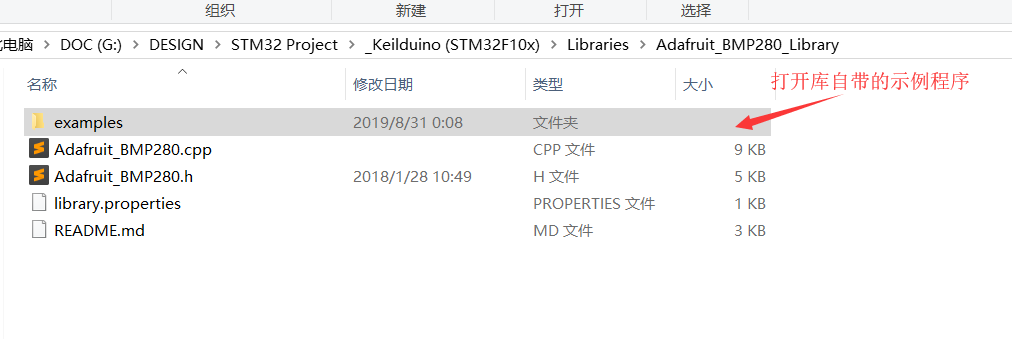 组织 新建 打开 选择
电脑 > DOC (G:) > DESIGN > STM32 Project > _Keilduino (STM32F10x) > Libraries > Adafruit_BMP280_Library
名称 修改日期 类型 大小
打开库自带的示例程序
examples 2019/8/31 0:08 文件夹
Adafruit_BMP280.cpp CPP 文件 9 KB
Adafruit_BMP280.h 2018/1/28 10:49 H 文件 5 KB
library.properties PROPERTIES 文件 1 KB
README.md MD 文件 3 KB